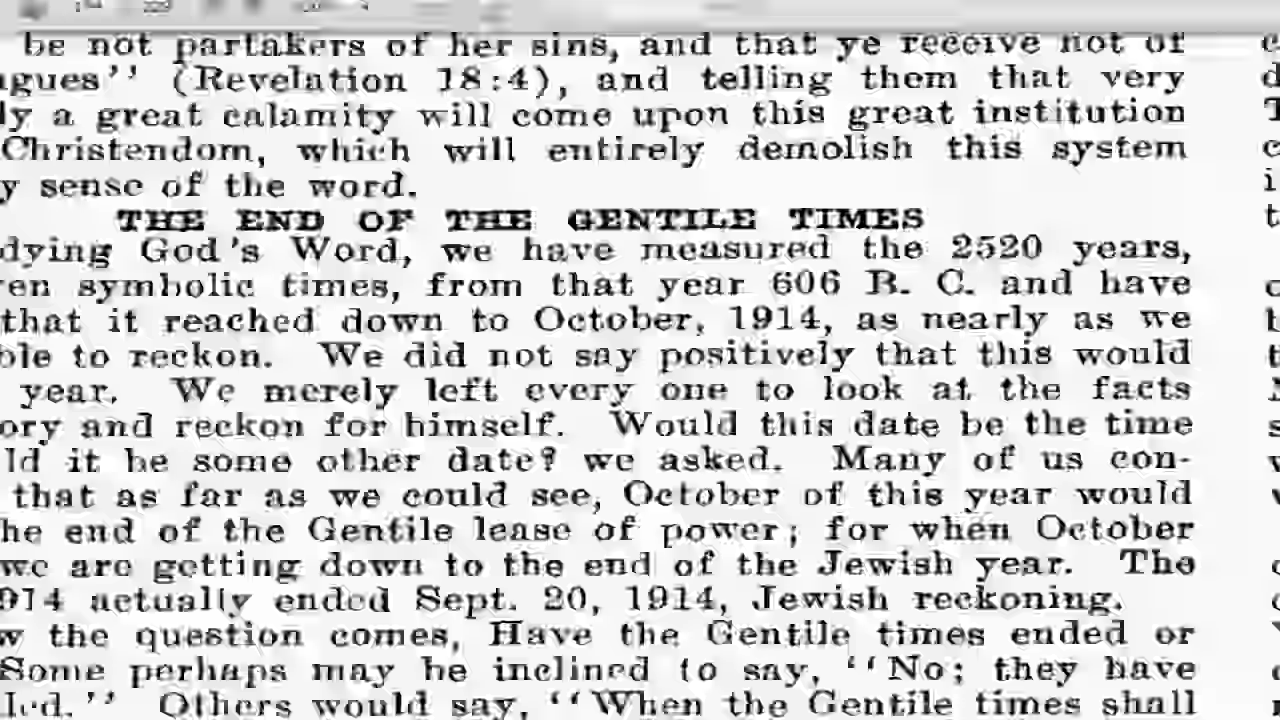 be not partakers of her sins, and that ye receive not of
agues'' (Revelation 18:4), and telling them that very
ly a great calamity will come upon this great institution
Christendom, which will entirely demolish this system
y sense of the word.
THE END OF THE GENTILE TIMES
dying God's Word, we have measured the 2520 years,
en symbolic times, from that year 606 B. C. and have
that it reached down to October, 1914, as nearly as we
ble to reckon. We did not say positively that this would
year. We merely left every one to look at the facts
ory and reckon for himself. Would this date be the time
ld it be some other date? we asked. Many of us con-
that as far as we could see, October of this year would
he end of the Gentile lease of power; for when October
we are getting down to the end of the Jewish year. The
914 actually ended Sept. 20, 1914, Jewish reckoning.
w the question comes, Have the Gentile times ended or
Some perhaps may be inclined to say, ''No; they have
led.'' Others would say, ''When the Gentile times shall